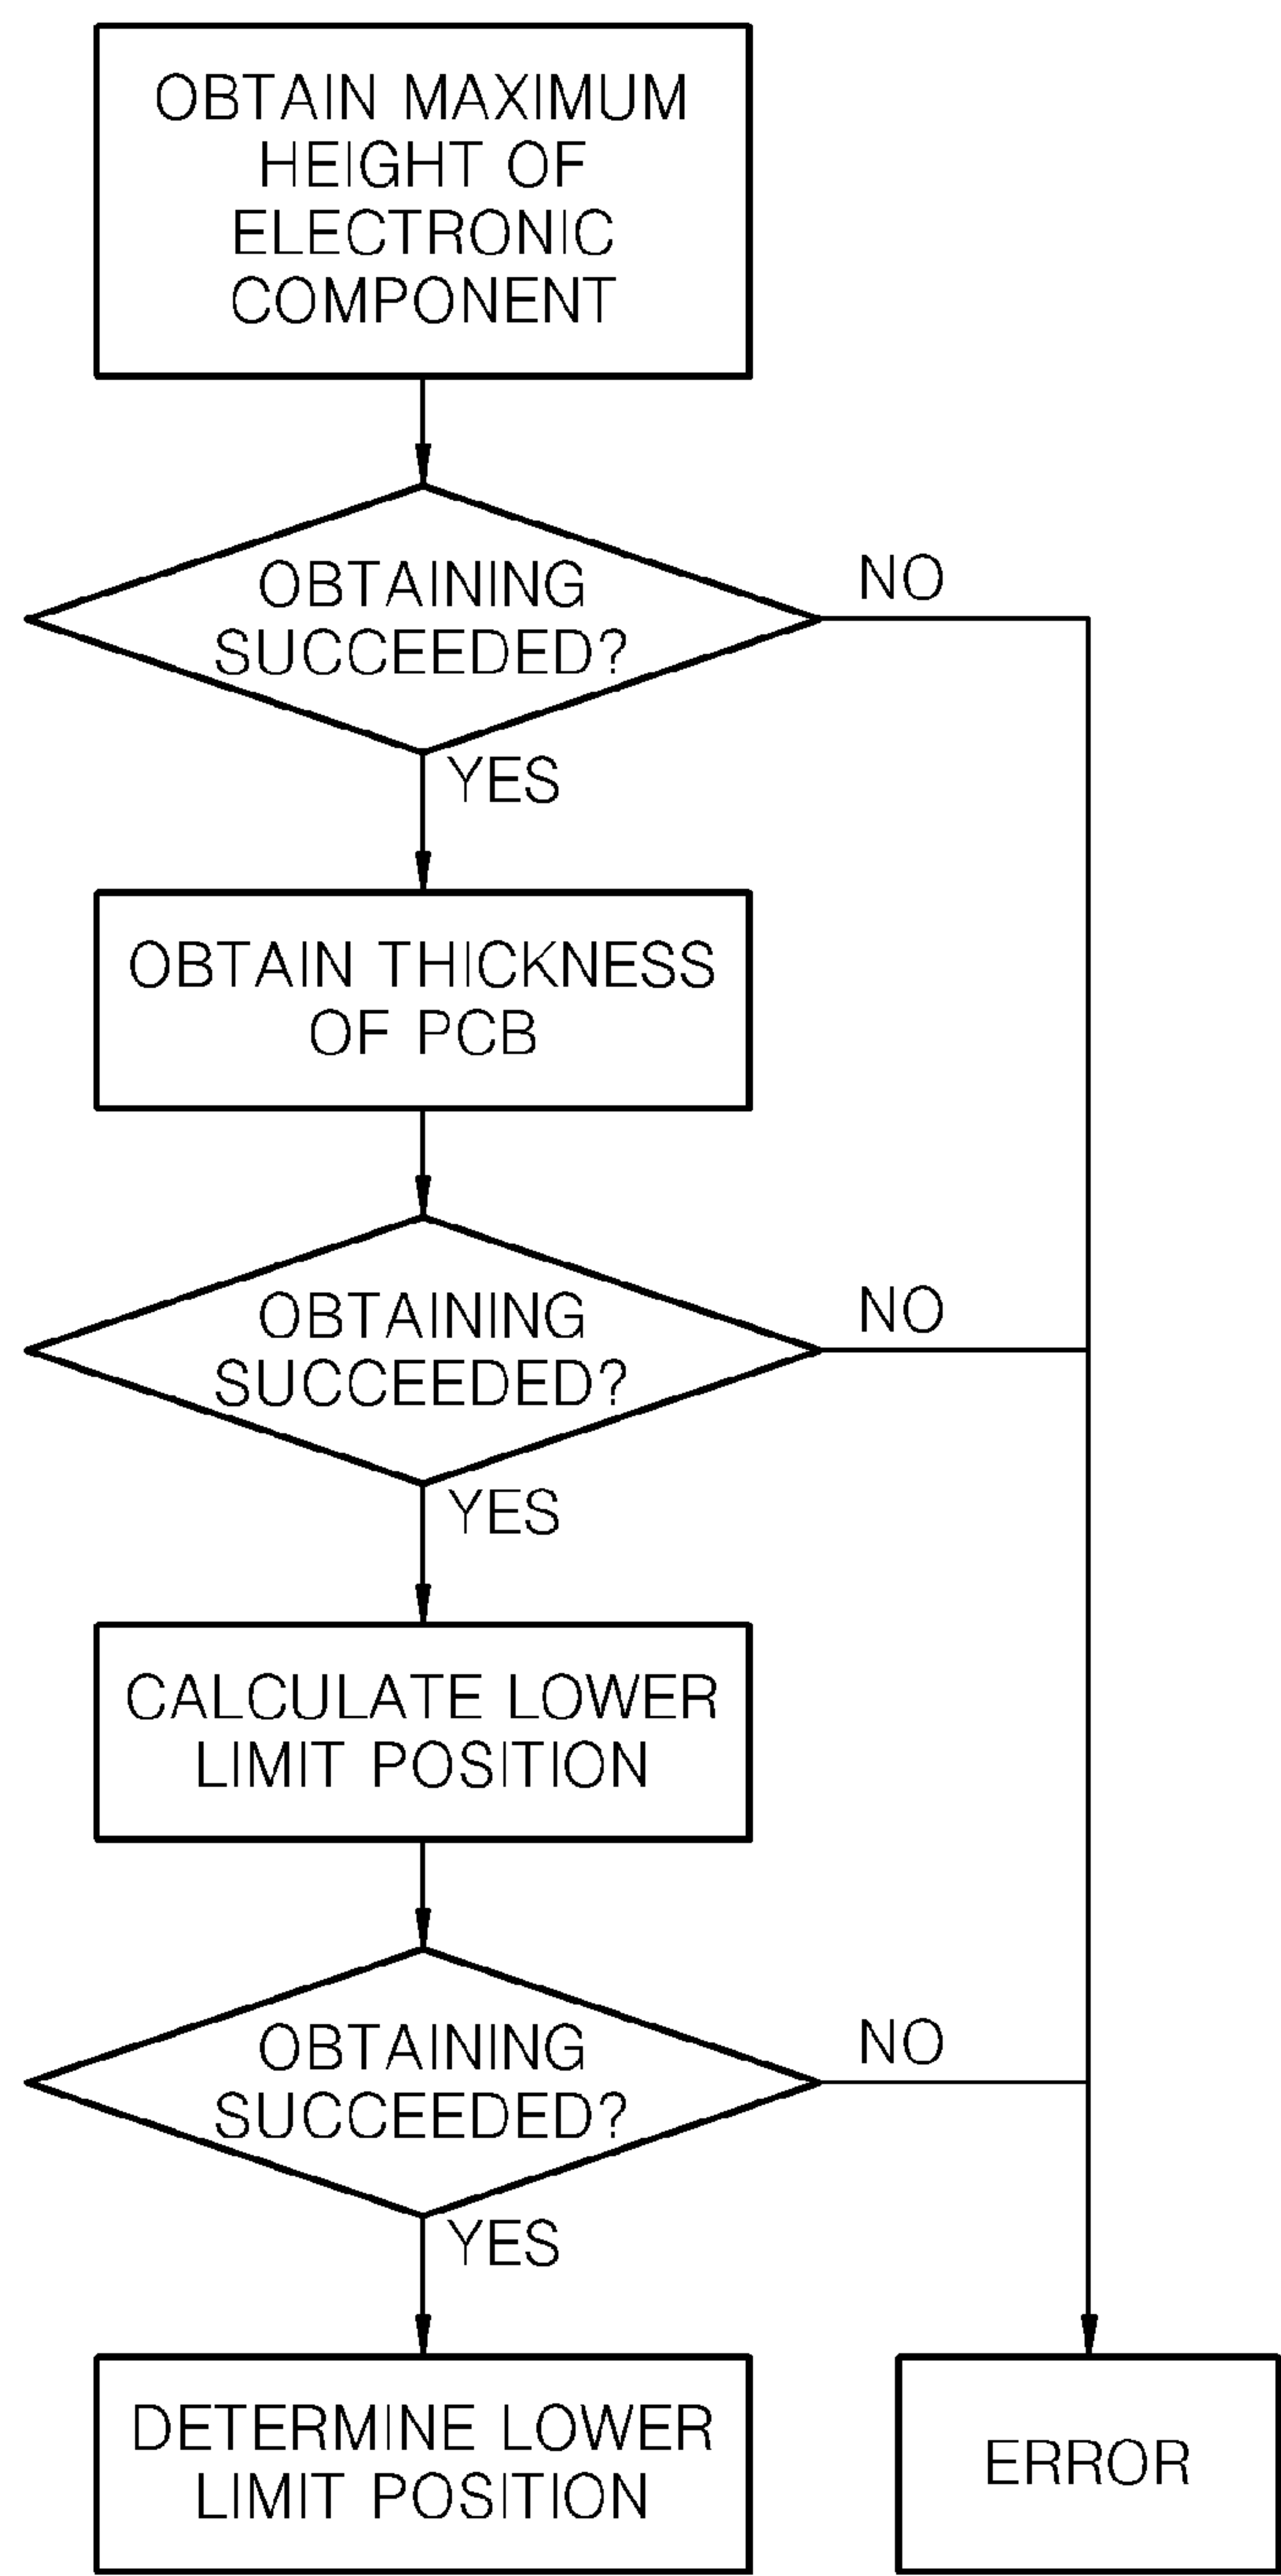 OBTAIN MAXIMUM
HEIGHT OF
ELECTRONIC
COMPONENT
OBTAINING
SUCCEEDED?
NO
YES
OBTAIN THICKNESS
OF PCB
OBTAINING
SUCCEEDED?
NO
YES
CALCULATE LOWER
LIMIT POSITION
OBTAINING
SUCCEEDED?
NO
YES
DETERMINE LOWER
LIMIT POSITION
ERROR